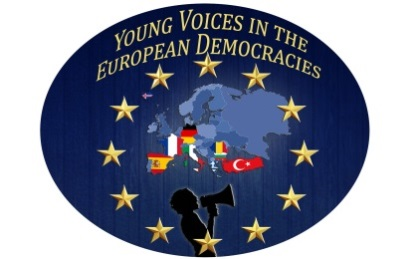 YOUNG VOICES IN THE
EUROPEAN DEMOCRACIES